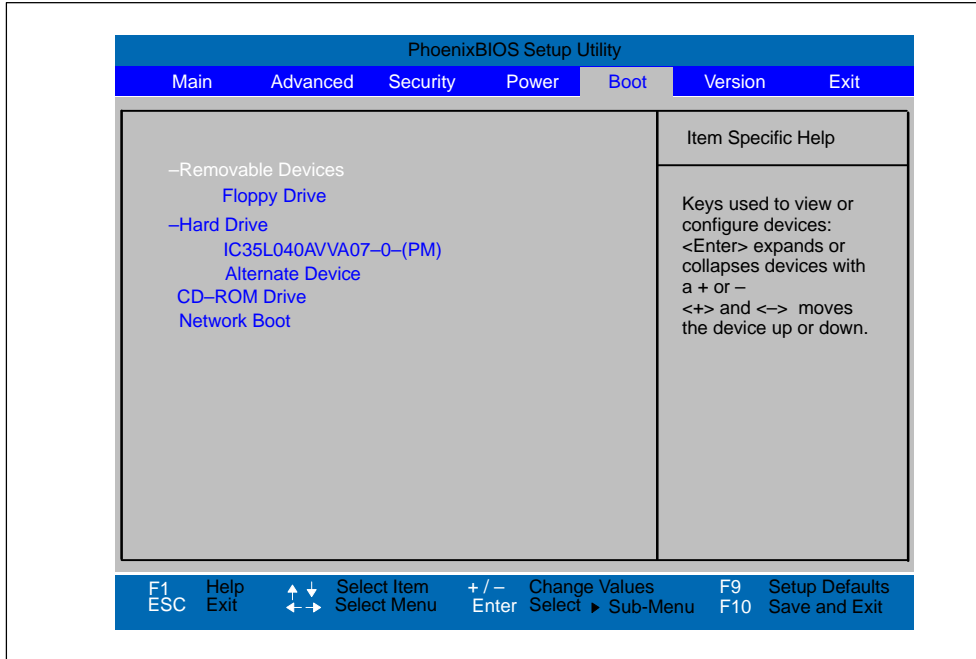 PhoenixBIOS Setup Utility
Main Advanced Security Power Boot Version Exit
Item Specific Help
–Removable Devices
Floppy Drive
–Hard Drive
IC35L040AVVA07–0–(PM)
Alternate Device
CD–ROM Drive
Network Boot
Keys used to view or
configure devices:
<Enter> expands or
collapses devices with
a + or –
<+> and <–> moves
the device up or down.
F1 Help Select Item + / – Change Values F9 Setup Defaults
ESC Exit Select Menu Enter Select Sub-Menu F10 Save and Exit